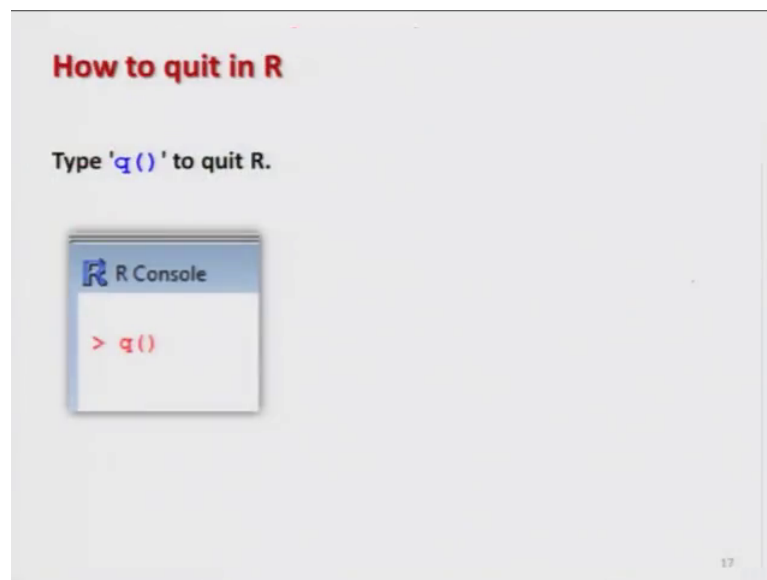 How to quit in R
Type 'q()' to quit R.
R Console
> q()
17